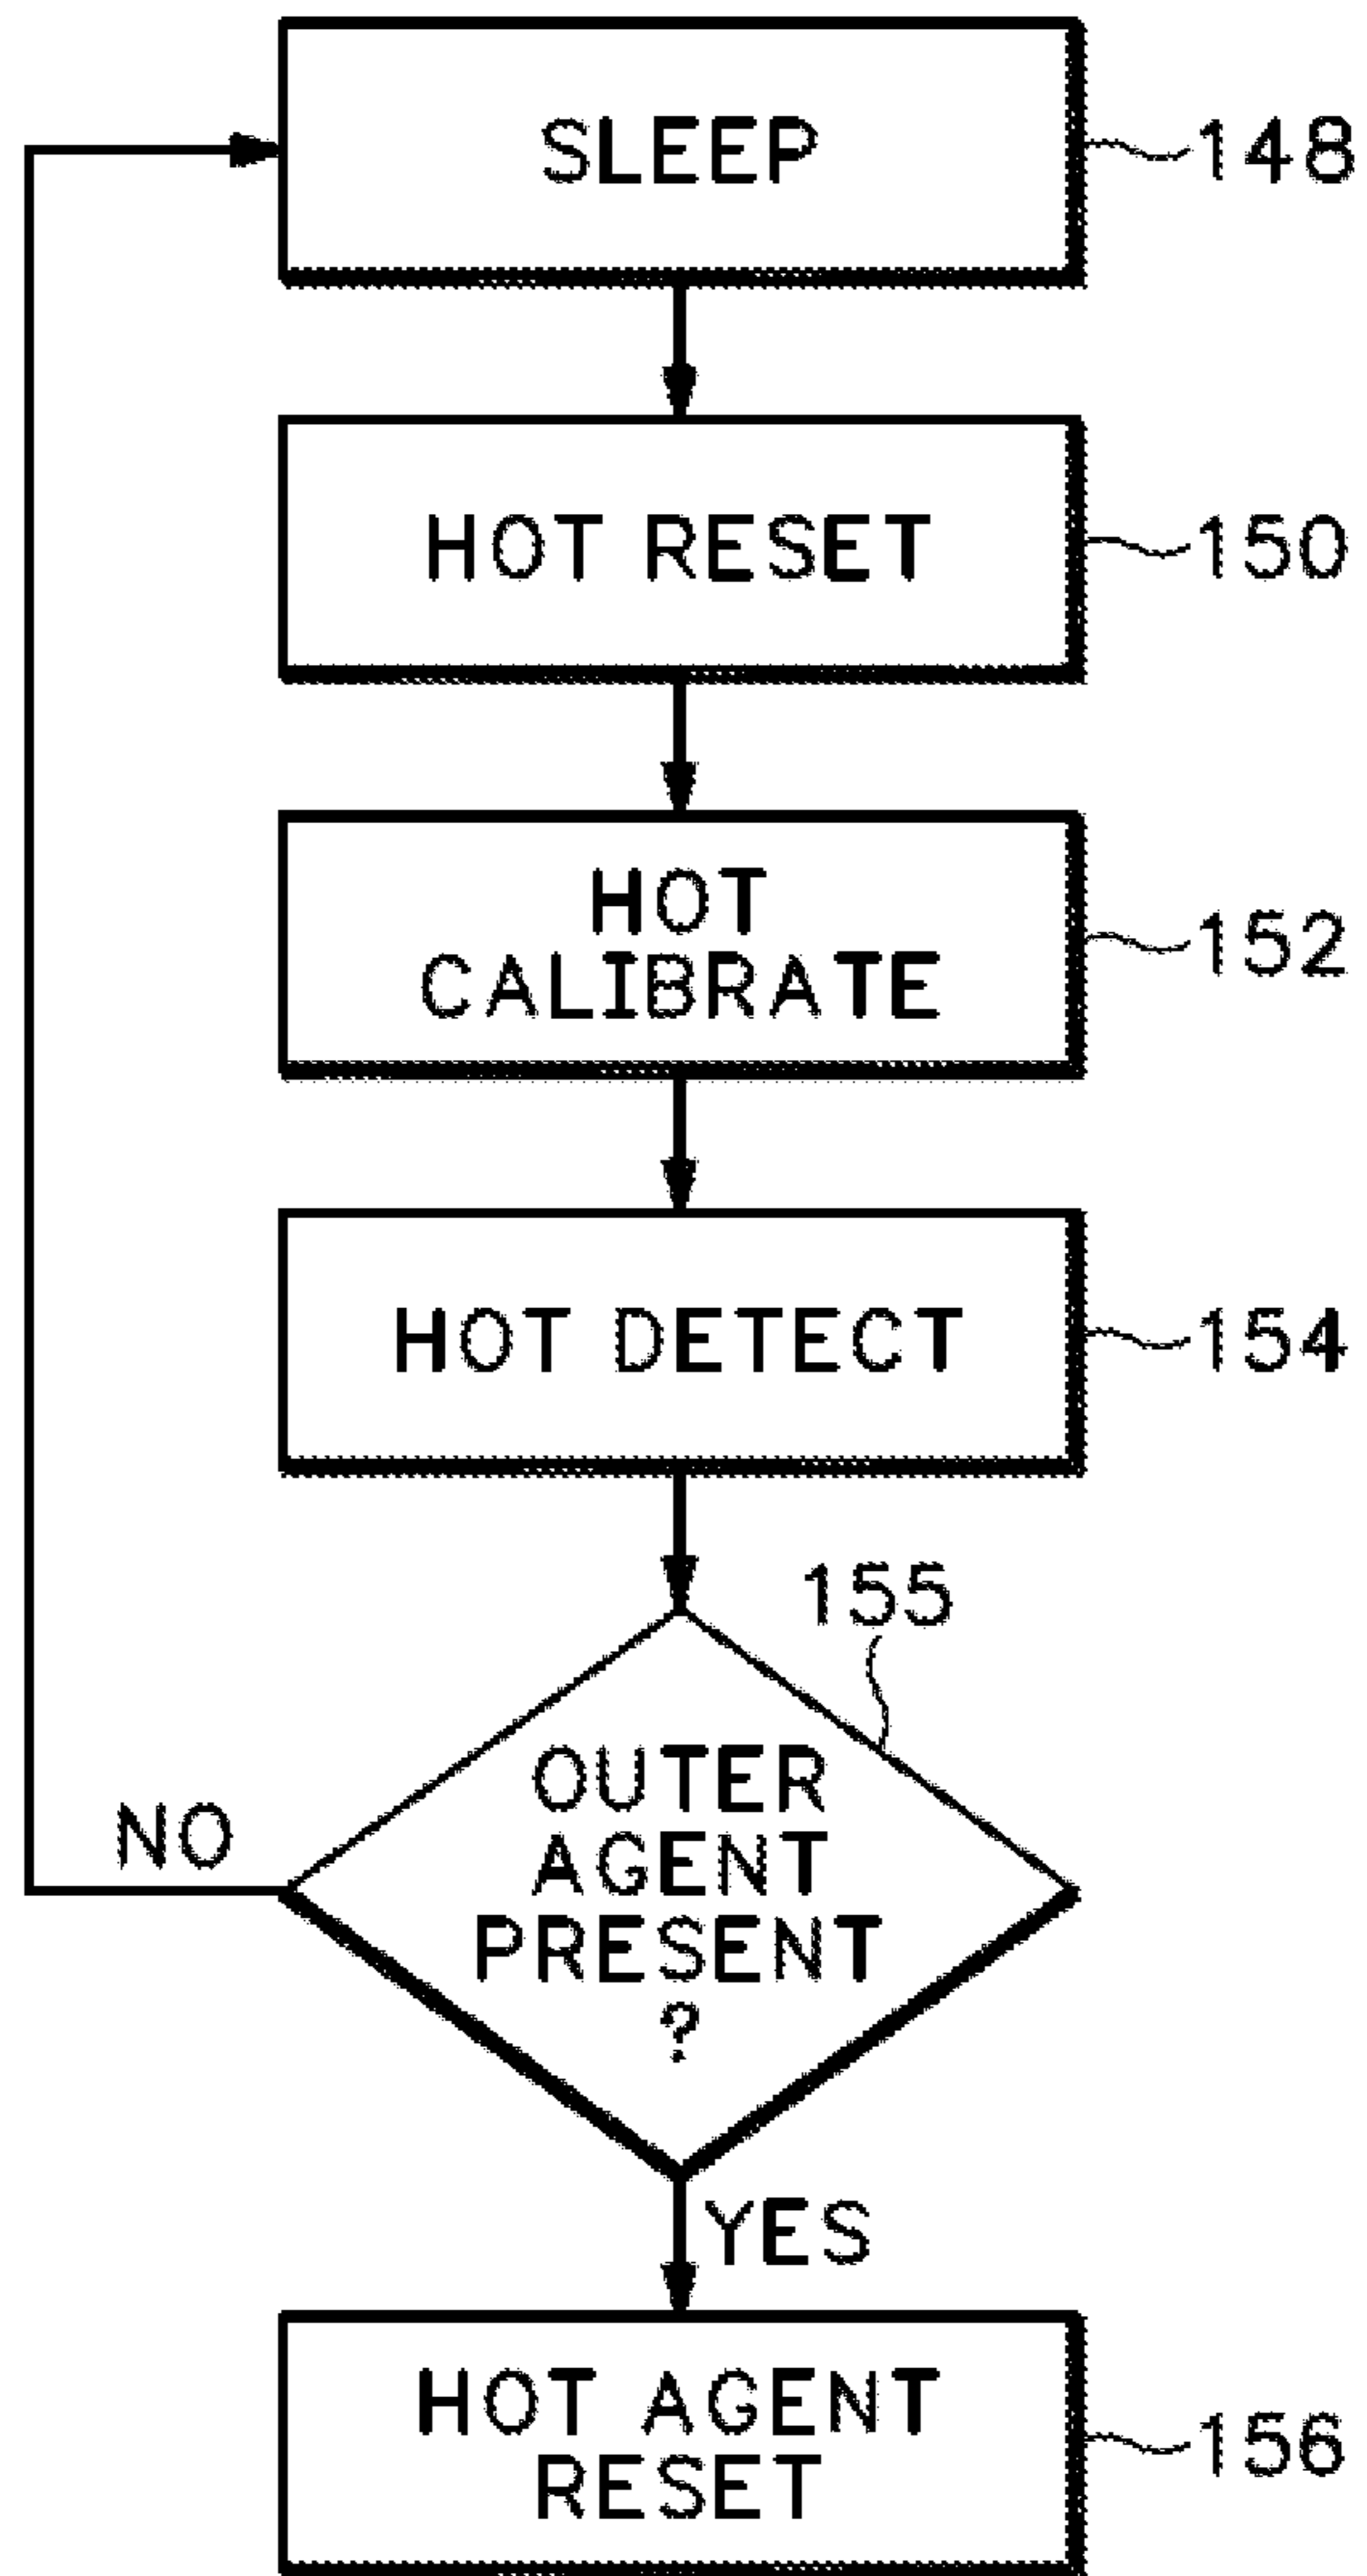 SLEEP
148
HOT RESET
150
HOT
CALIBRATE
152
HOT DETECT
154
155
OUTER
AGENT
PRESENT
?
NO
YES
HOT AGENT
RESET
156